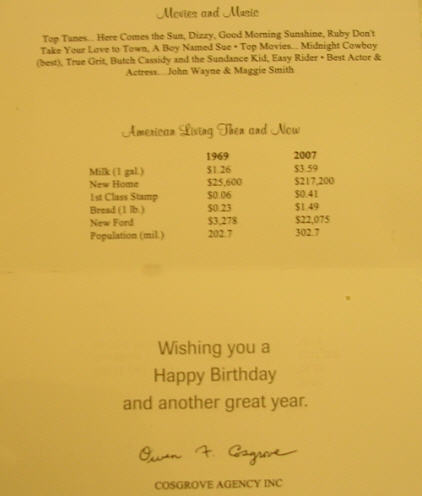 Movies and Music
Top Tunes... Here Comes the Sun, Dizzy, Good Morning Sunshine, Ruby Don't
Take Your Love to Town, A Boy Named Sue • Top Movies... Midnight Cowboy
(best), True Grit, Butch Cassidy and the Sundance Kid, Easy Rider • Best Actor &
Actress... John Wayne & Maggie Smith
American Living Then and Now
1969 2007
Milk (1 gal.) $1.26 $3.59
New Home $25,600 $217,200
1st Class Stamp $0.06 $0.41
Bread (1 lb.) $0.23 $1.49
New Ford $3,278 $22,075
Population (mil.) 202.7 302.7
Wishing you a
Happy Birthday
and another great year.
Owen F. Cosgrove
COSGROVE AGENCY INC